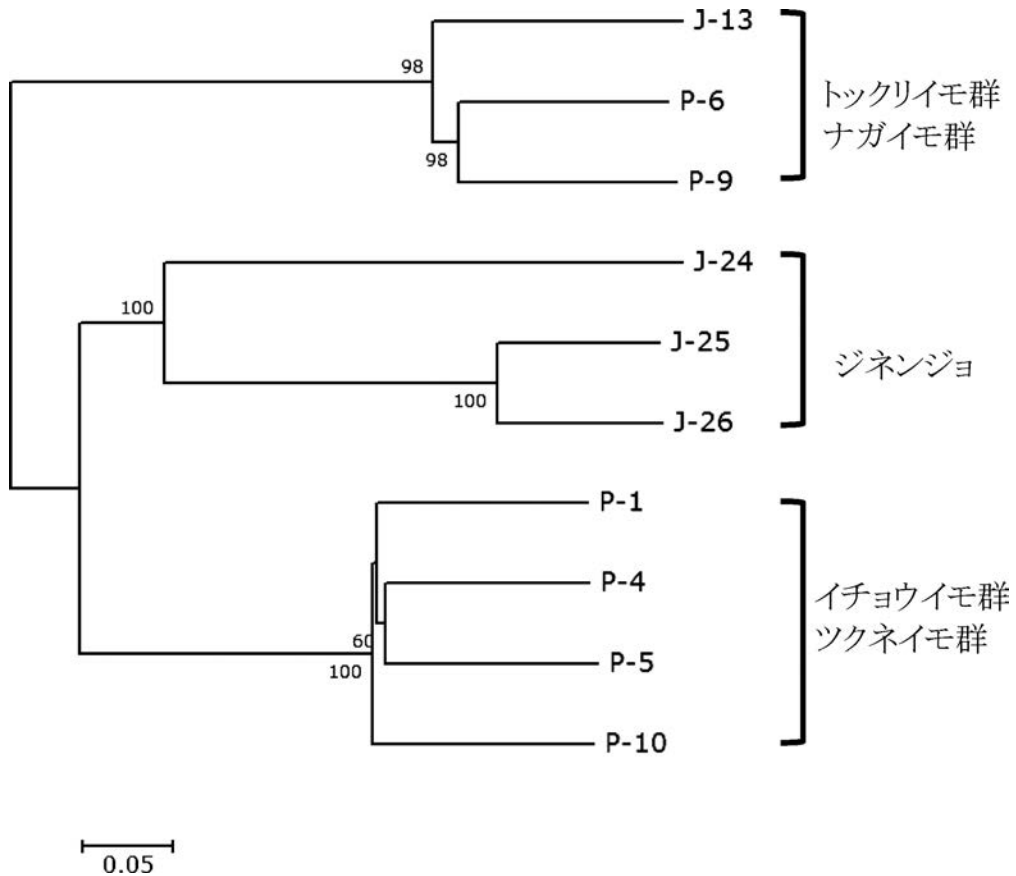 J-13
98
P-6
トックリイモ群
ナガイモ群
98
P-9
J-24
100
J-25
ジネンジョ
100
J-26
P-1
P-4
イチョウイモ群
ツクネイモ群
60
P-5
100
P-10
0.05